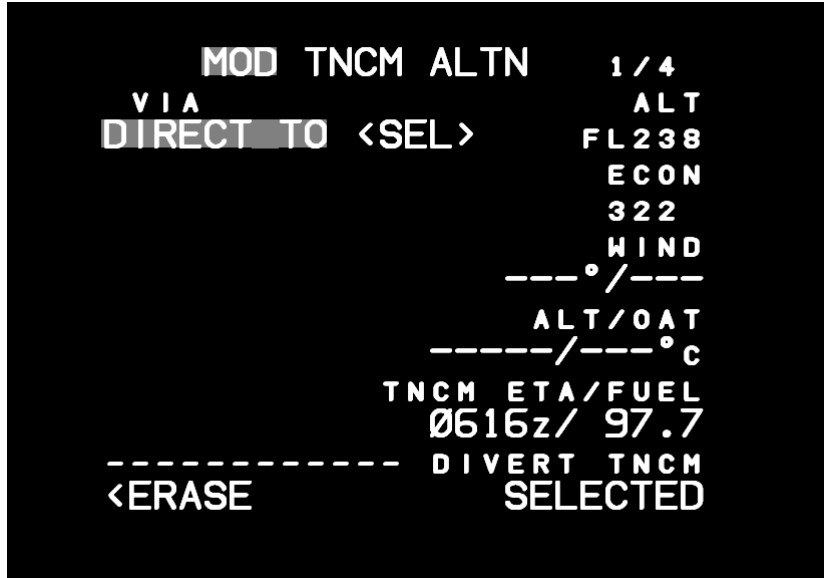 MOD TNCM ALTN 1/4
VIA ALT
DIRECT TO <SEL> FL238
ECON
322
WIND
---°/---
ALT/OAT
-----/---°C
TNCM ETA/FUEL
Ø616z/ 97.7
------------ DIVERT TNCM
<ERASE SELECTED